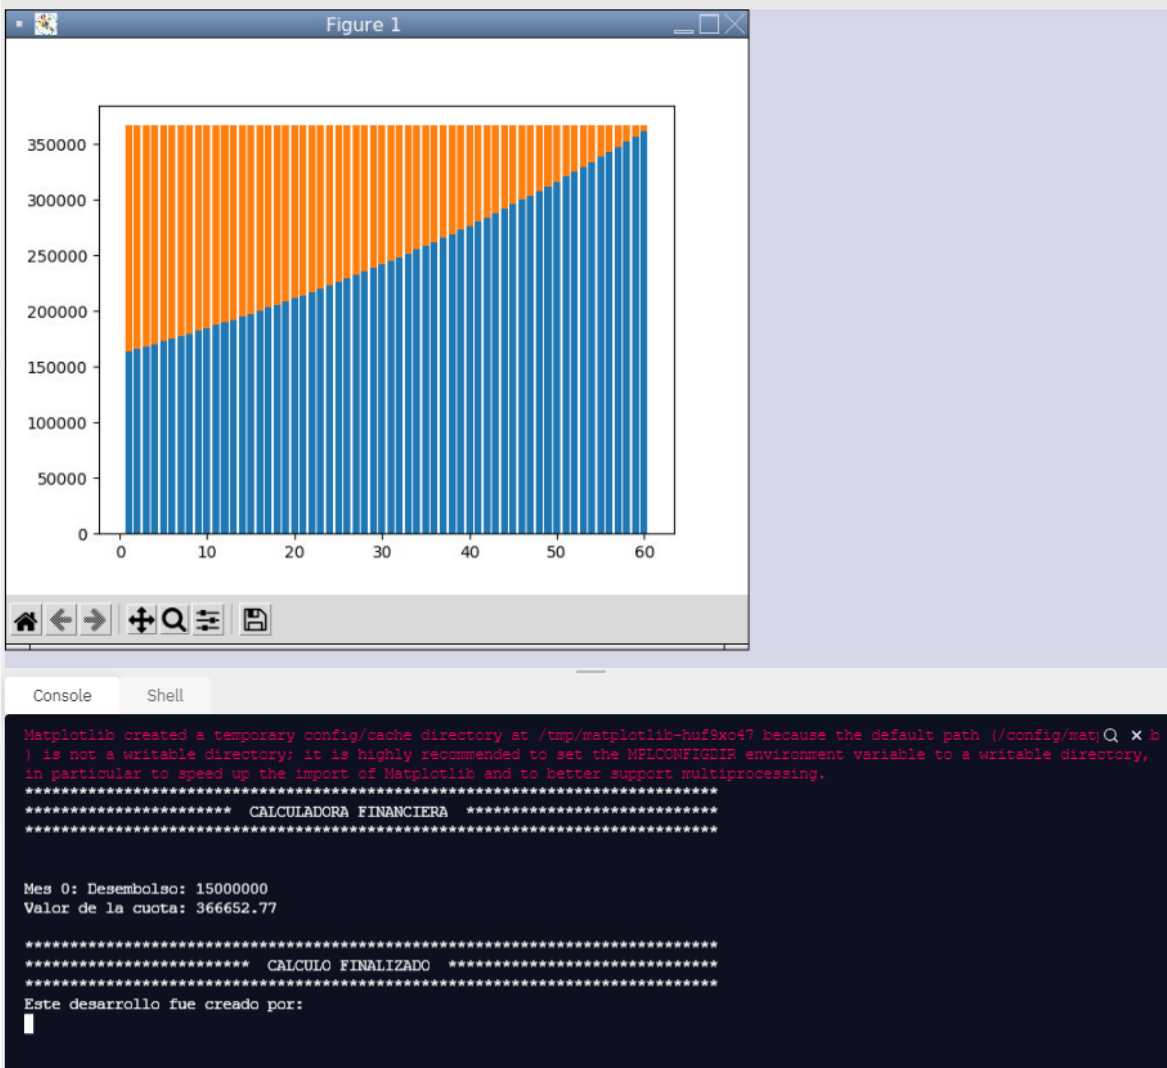 Figure 1
350000
300000
250000
200000
150000
100000
50000
0
0 10 20 30 40 50 60
Console Shell
Matplotlib created a temporary config/cache directory at /tmp/matplotlib-huf9xo47 because the default path (/config/matp b
) is not a writable directory; it is highly recommended to set the MPLCONFIGDIR environment variable to a writable directory,
in particular to speed up the import of Matplotlib and to better support multiprocessing.
*****************************************************************************
*********************** CALCULADORA FINANCIERA ****************************
*****************************************************************************
Mes 0: Desembolso: 15000000
Valor de la cuota: 366652.77
*****************************************************************************
************************* CALCULO FINALIZADO ******************************
*****************************************************************************
Este desarrollo fue creado por: